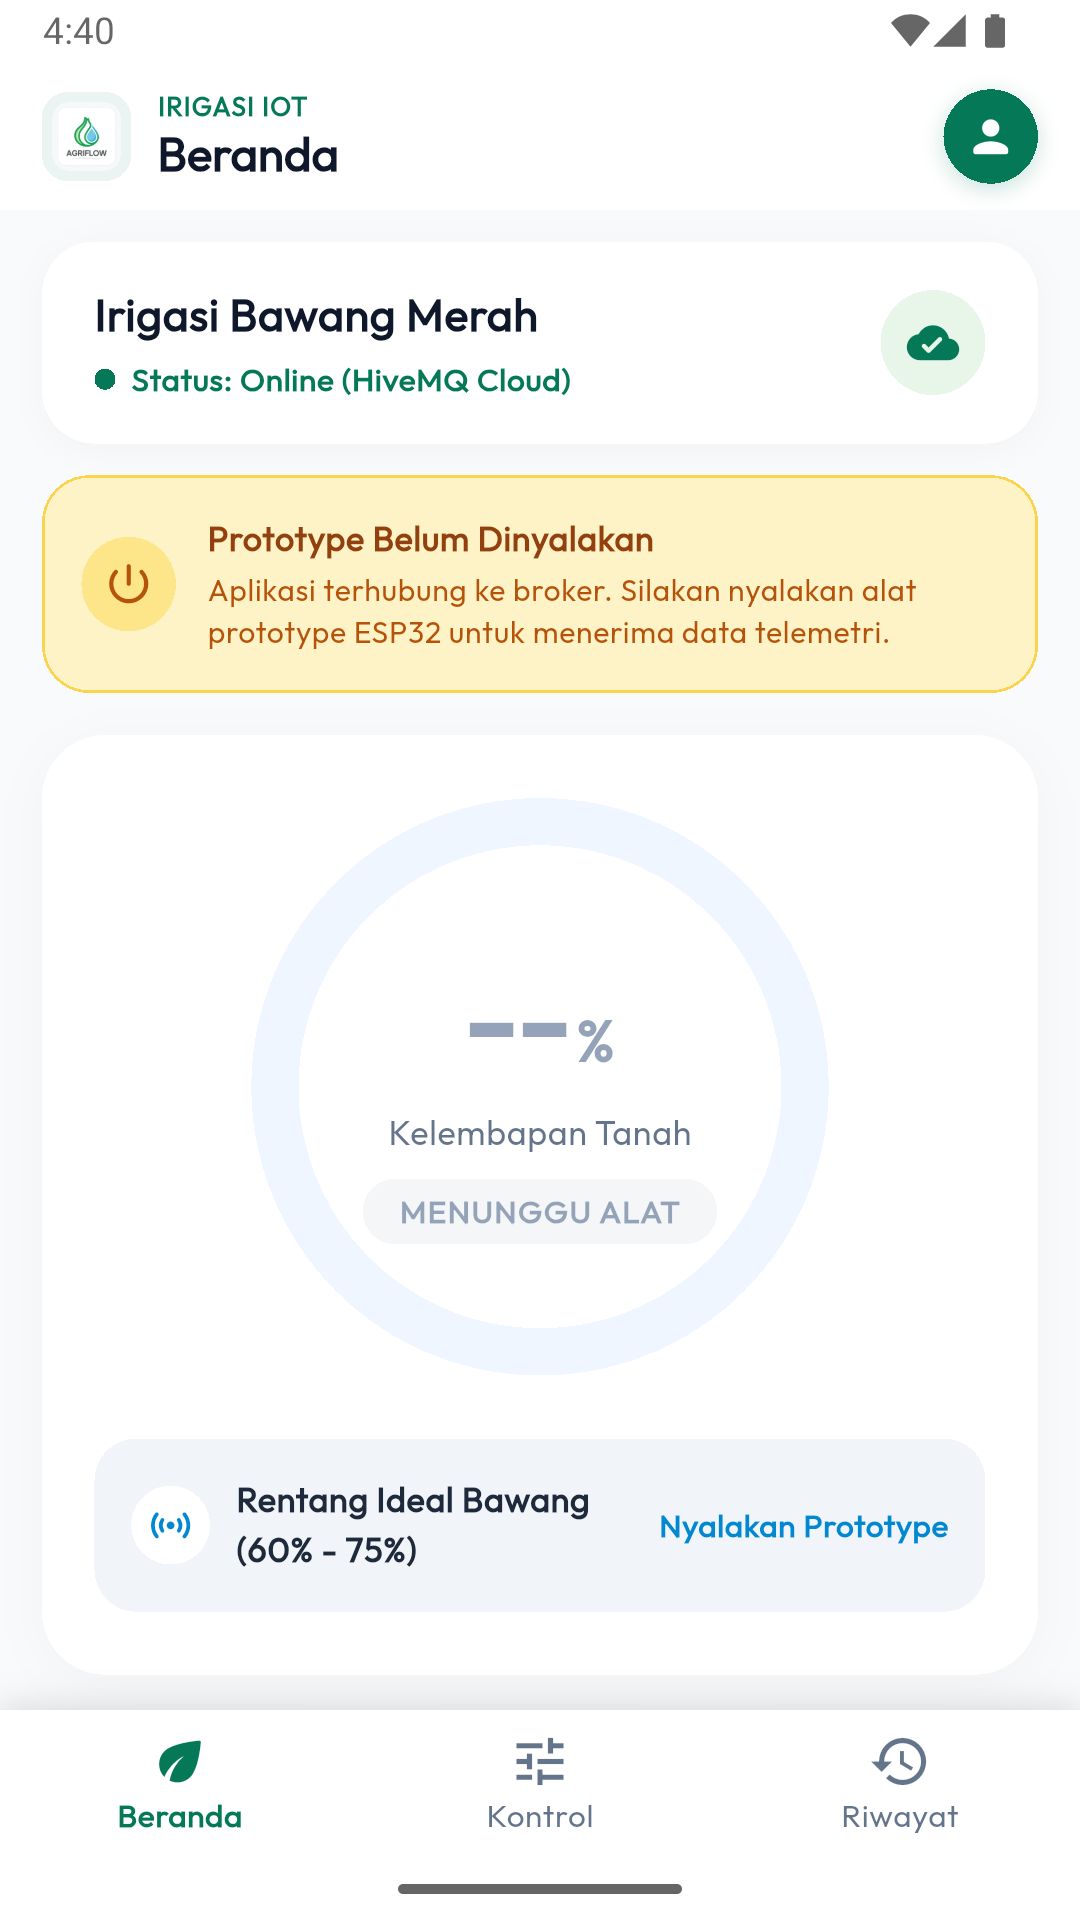 4:40
IRIGASI IOT
AGRIFLOW
Beranda
Irigasi Bawang Merah
Status: Online (HiveMQ Cloud)
Prototype Belum Dinyalakan
Aplikasi terhubung ke broker. Silakan nyalakan alat
prototype ESP32 untuk menerima data telemetri.
--%
Kelembapan Tanah
MENUNGGU ALAT
Rentang Ideal Bawang
(60% - 75%)
Nyalakan Prototype
Beranda
Kontrol
Riwayat